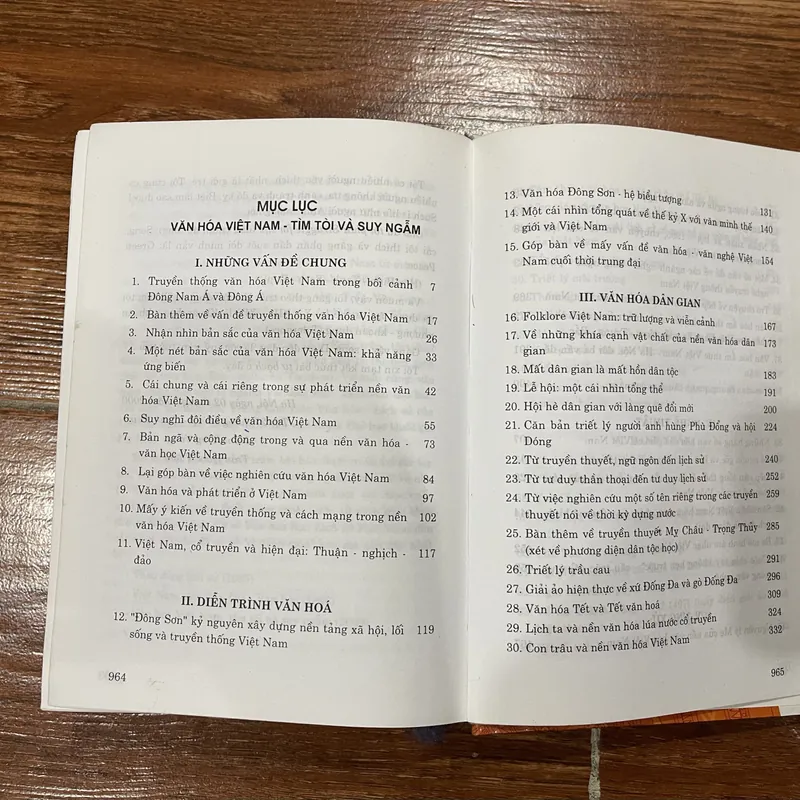 MỤC LỤC
VĂN HÓA VIỆT NAM - TÌM TÒI VÀ SUY NGẪM
I. NHỮNG VẤN ĐỀ CHUNG
1. Truyền thống văn hóa Việt Nam trong bối cảnh 7
Đông Nam Á và Đông Á
2. Bàn thêm về vấn đề truyền thống văn hóa Việt Nam 17
3. Nhận nhìn bản sắc của văn hóa Việt Nam 26
4. Một nét bản sắc của văn hóa Việt Nam: khả năng 33
ứng biến
5. Cái chung và cái riêng trong sự phát triển nền văn 42
hóa Việt Nam
6. Suy nghĩ đôi điều về văn hóa Việt Nam 55
7. Bản ngã và cộng động trong và qua nền văn hóa - 73
văn học Việt Nam
8. Lại góp bàn về việc nghiên cứu văn hóa Việt Nam 84
9. Văn hóa và phát triển ở Việt Nam 97
10. Mấy ý kiến về truyền thống và cách mạng trong nền 102
văn hóa Việt Nam
11. Việt Nam, cổ truyền và hiện đại: Thuận - nghịch - 117
đảo
II. DIỄN TRÌNH VĂN HOÁ
12. "Đông Sơn" kỷ nguyên xây dựng nền tảng xã hội, lối 119
sống và truyền thống Việt Nam
964
13. Văn hóa Đông Sơn - hệ biểu tượng 131
14. Một cái nhìn tổng quát về thế kỷ X với văn minh thế 140
giới và Việt Nam
15. Góp bàn về mấy vấn đề văn hóa - văn nghệ Việt 154
Nam cuối thời trung đại
III. VĂN HÓA DÂN GIAN
16. Folklore Việt Nam: trữ lượng và viễn cảnh 167
17. Về những khía cạnh vật chất của nền văn hóa dân 173
gian
18. Mất dân gian là mất hồn dân tộc 183
19. Lễ hội: một cái nhìn tổng thể 191
20. Hội hè dân gian với làng quê đổi mới 200
21. Căn bản triết lý người anh hùng Phù Đổng và hội 224
Dóng
22. Từ truyền thuyết, ngữ ngôn đến lịch sử 240
23. Từ tư duy thần thoại đến tư duy lịch sử 252
24. Từ việc nghiên cứu một số tên riêng trong các truyền 259
thuyết nói về thời kỳ dựng nước
25. Bàn thêm về truyền thuyết Mỵ Châu - Trọng Thủy 285
(xét về phương diện dân tộc học)
26. Triết lý trầu cau 291
27. Giải ảo hiện thực về xứ Đống Đa và gò Đống Đa 296
28. Văn hóa Tết và Tết văn hoá 309
29. Lịch ta và nền văn hóa lúa nước cổ truyền 324
30. Con trâu và nền văn hóa Việt Nam 332
965